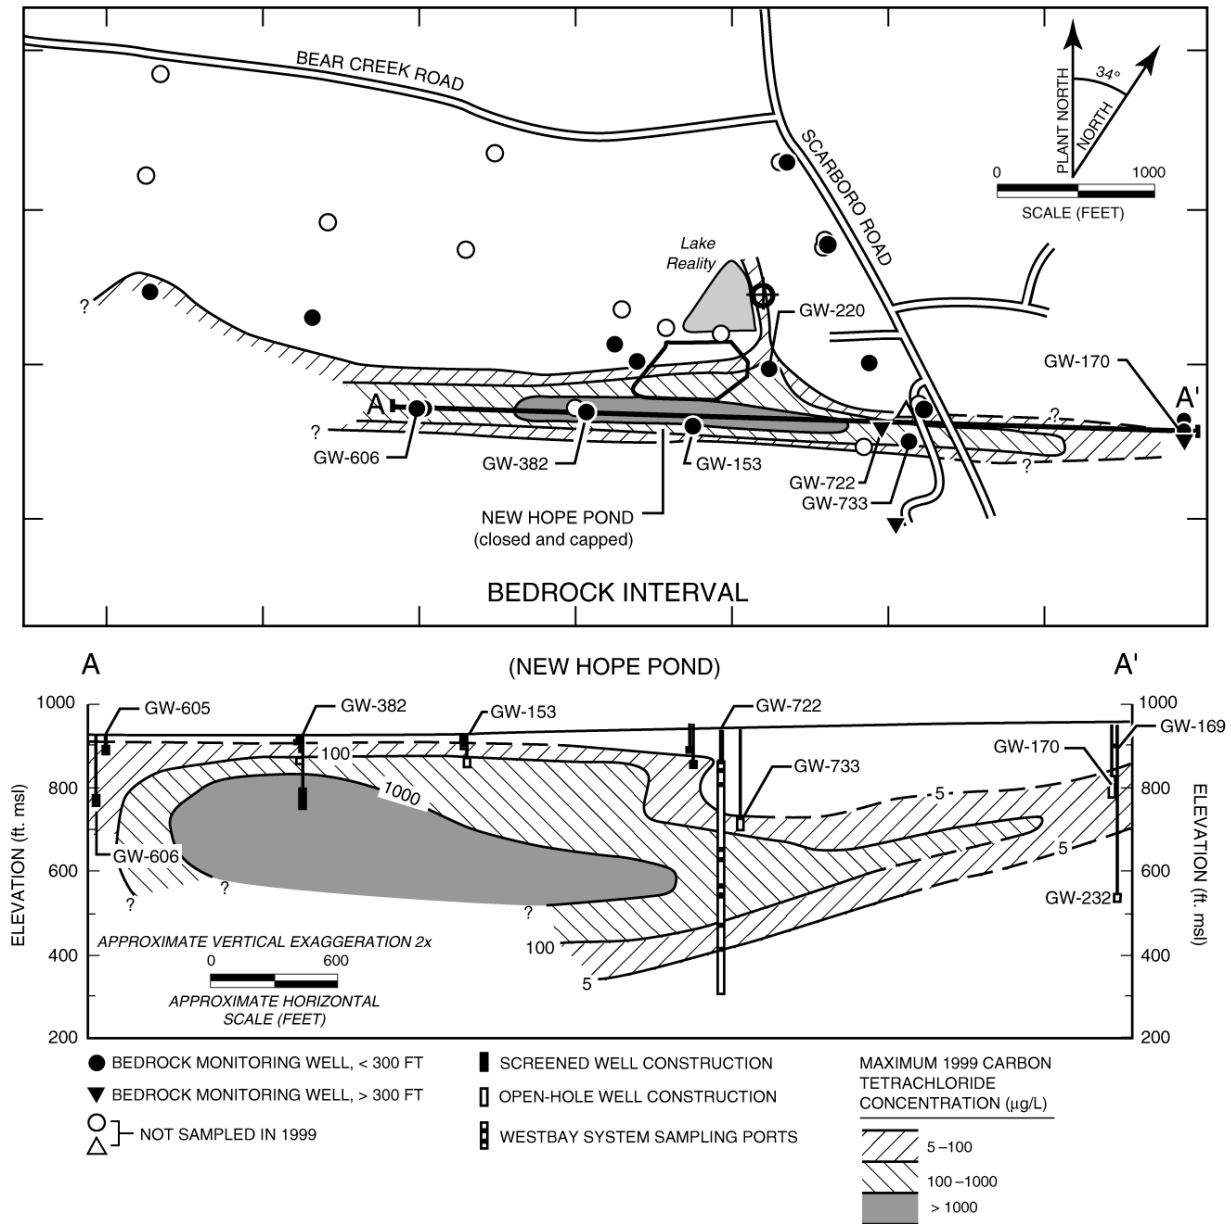 BEAR CREEK ROAD
SCARBORO ROAD
PLANT NORTH
34°
NORTH
0 1000
SCALE (FEET)
Lake
Reality
?
GW-220
GW-170
A
A'
?
?
?
GW-606
GW-382
GW-153
GW-722
GW-733
NEW HOPE POND
(closed and capped)
BEDROCK INTERVAL
A
(NEW HOPE POND)
A'
1000
800
600
400
200
ELEVATION (ft. msl)
GW-605
GW-382
GW-153
GW-722
GW-169
GW-170
GW-733
GW-606
GW-232
100
1000
5
5
?
?
?
100
5
APPROXIMATE VERTICAL EXAGGERATION 2x
0 600
APPROXIMATE HORIZONTAL
SCALE (FEET)
1000
800
600
400
200
ELEVATION (ft. msl)
BEDROCK MONITORING WELL, < 300 FT
BEDROCK MONITORING WELL, > 300 FT
NOT SAMPLED IN 1999
SCREENED WELL CONSTRUCTION
OPEN-HOLE WELL CONSTRUCTION
WESTBAY SYSTEM SAMPLING PORTS
MAXIMUM 1999 CARBON
TETRACHLORIDE
CONCENTRATION (µg/L)
5–100
100–1000
> 1000